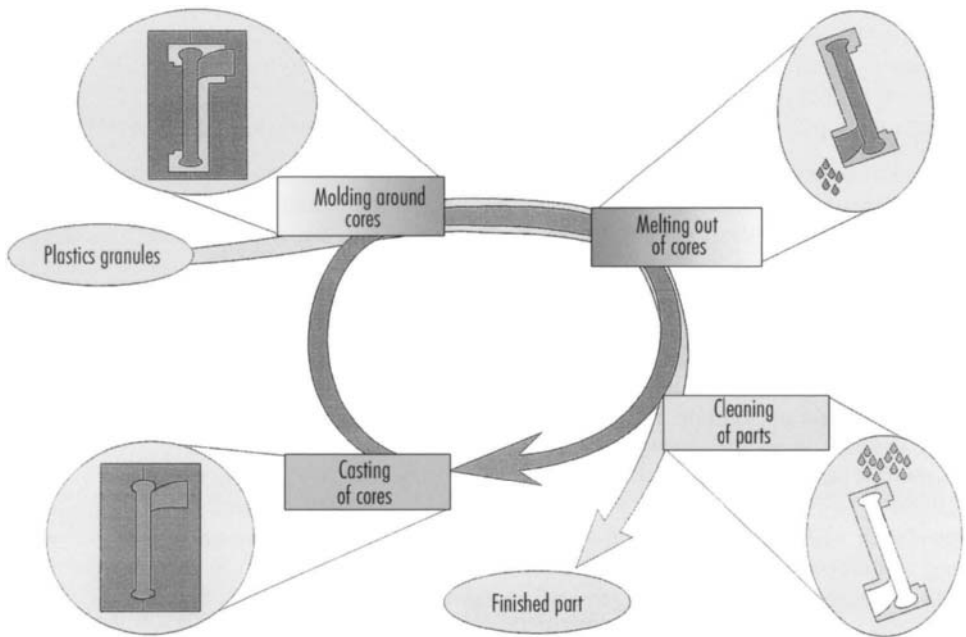 Molding around
cores
Melting out
of cores
Plastics granules
Cleaning
of parts
Casting
of cores
Finished part